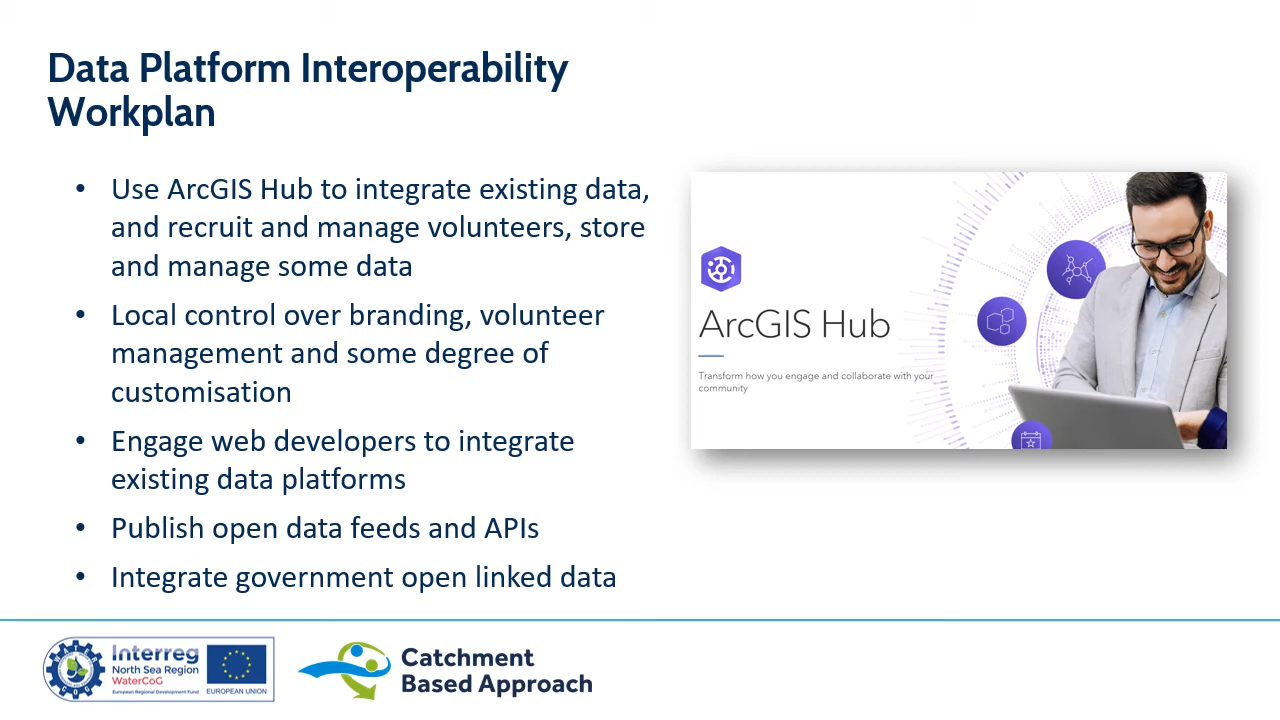 Data Platform Interoperability
Workplan
• Use ArcGIS Hub to integrate existing data,
and recruit and manage volunteers, store
and manage some data
• Local control over branding, volunteer
management and some degree of
customisation
• Engage web developers to integrate
existing data platforms
• Publish open data feeds and APIs
• Integrate government open linked data
ArcGIS Hub
Transform how you engage and collaborate with your
community
Interreg
North Sea Region
WaterCoG
European Regional Development Fund
EUROPEAN UNION
Catchment
Based Approach